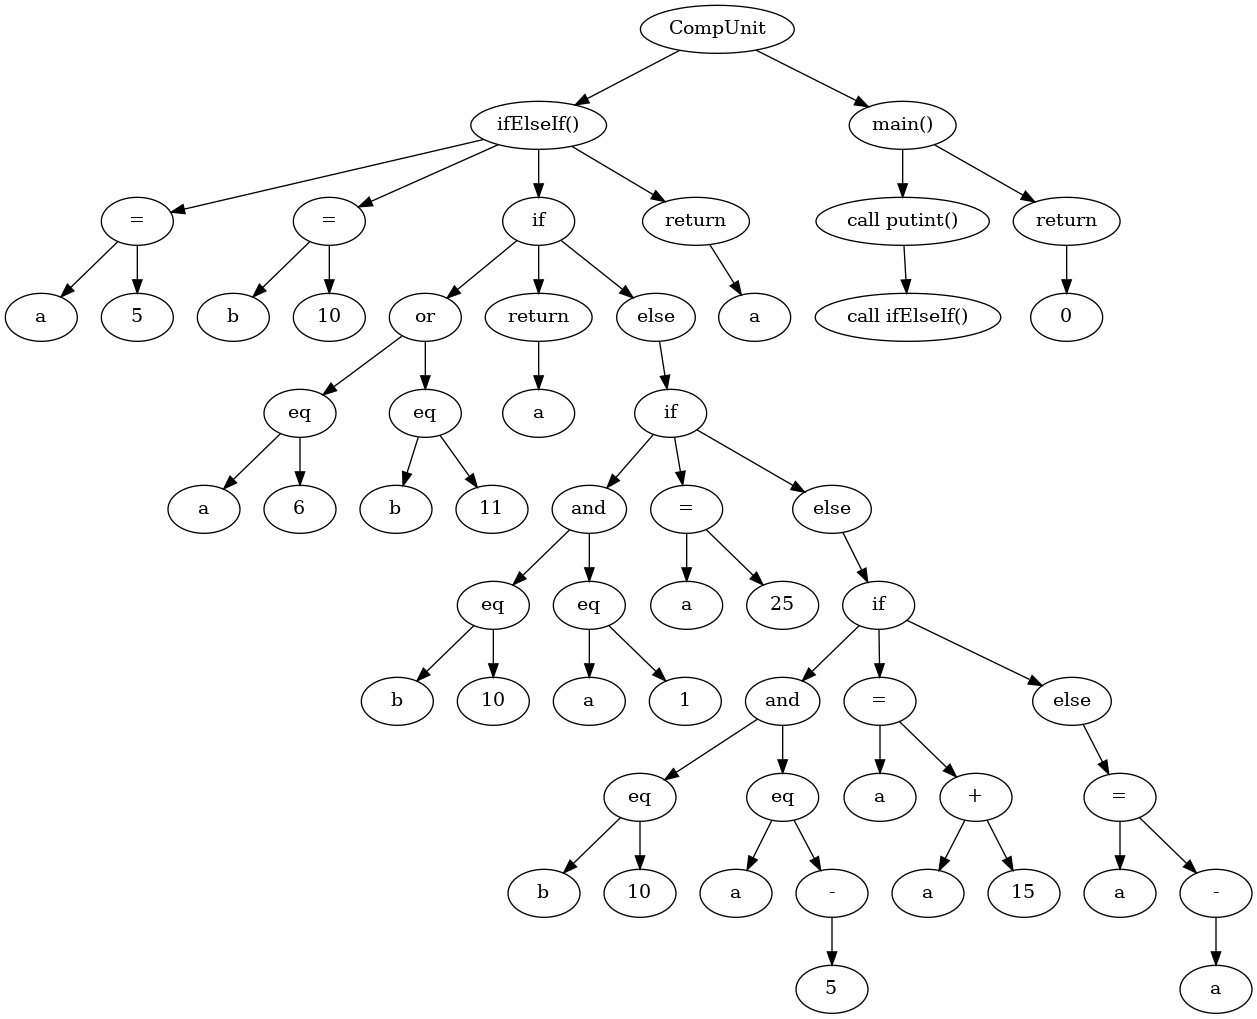 CompUnit
ifElseIf()
main()
=
=
if
return
call putint()
return
a
5
b
10
or
return
else
a
call ifElseIf()
0
eq
eq
a
if
a
6
b
11
and
=
else
eq
eq
a
25
if
b
10
a
1
and
=
else
eq
eq
a
+
=
b
10
a
-
a
15
a
-
5
a